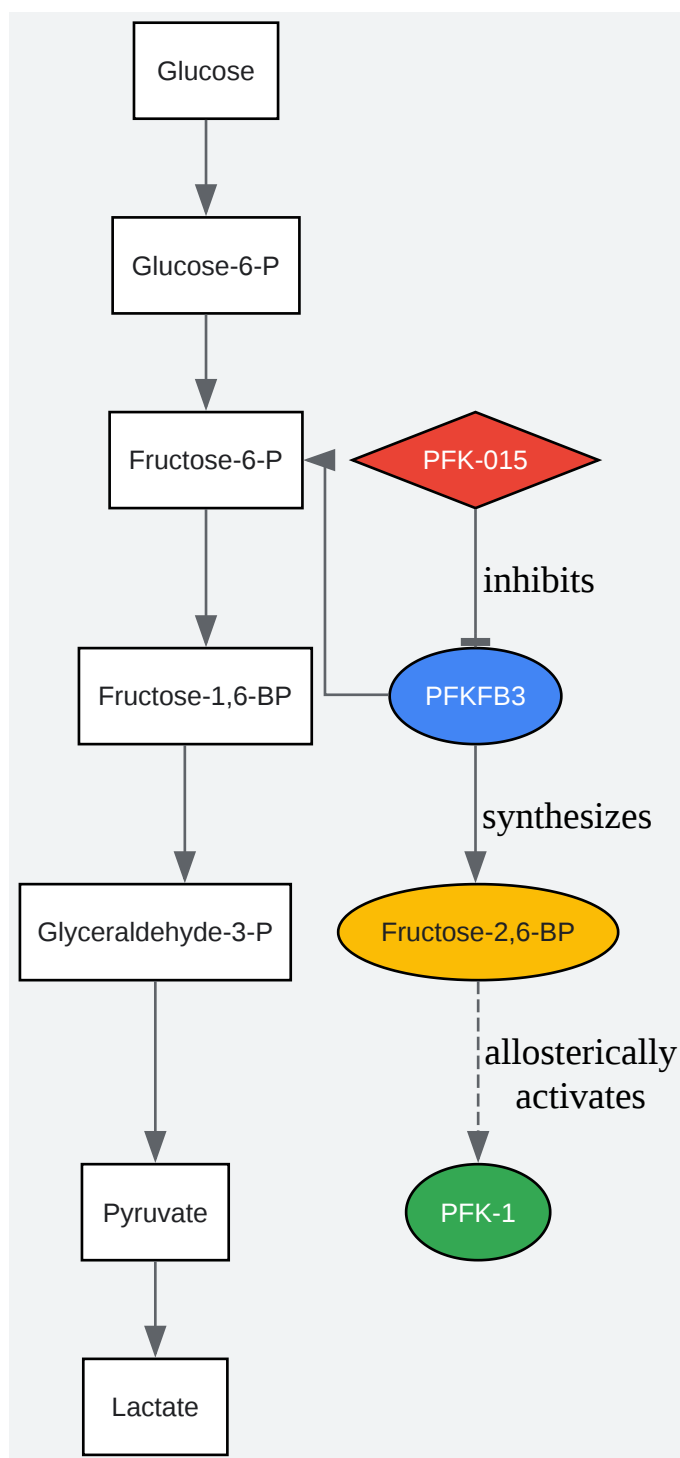 Glucose
Glucose-6-P
Fructose-6-P
PFK-015
inhibits
Fructose-1,6-BP
PFKFB3
synthesizes
Glyceraldehyde-3-P
Fructose-2,6-BP
allosterically
activates
Pyruvate
PFK-1
Lactate